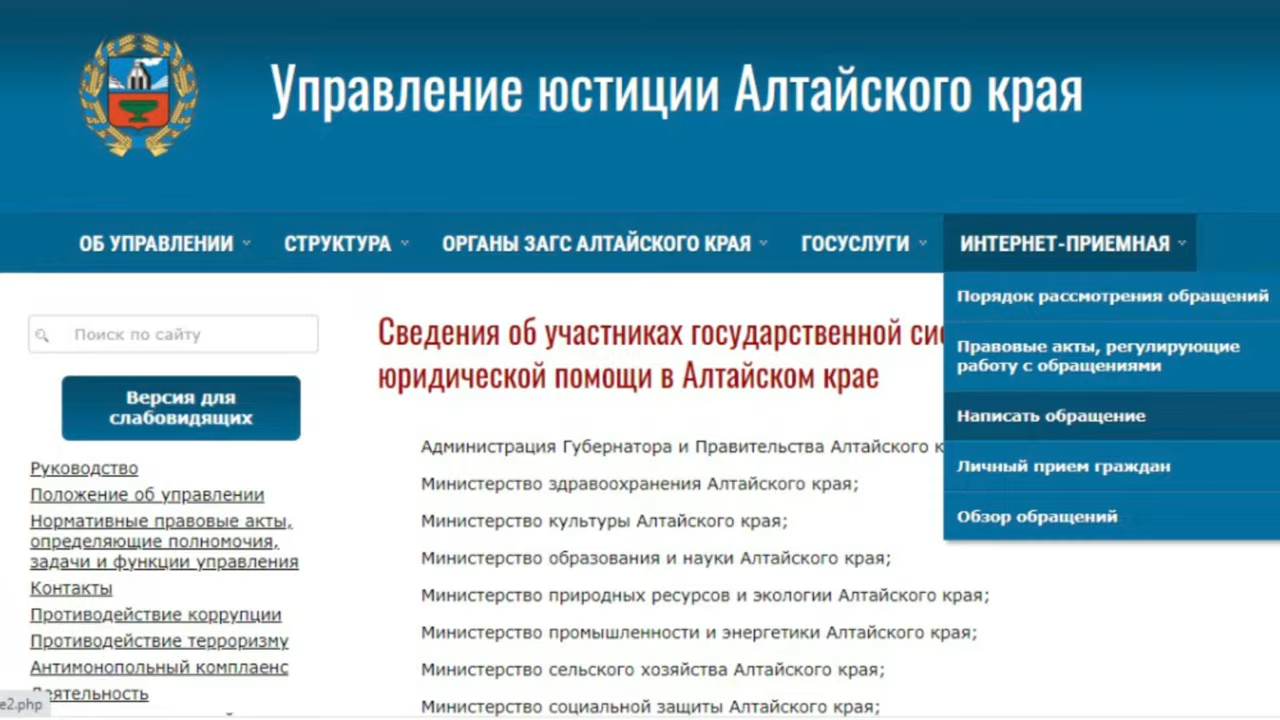 Управление юстиции Алтайского края
ОБ УПРАВЛЕНИИ
СТРУКТУРА
ОРГАНЫ ЗАГС АЛТАЙСКОГО КРАЯ
ГОСУСЛУГИ
ИНТЕРНЕТ-ПРИЕМНАЯ
Порядок рассмотрения обращений
Правовые акты, регулирующие
работу с обращениями
Написать обращение
Личный прием граждан
Обзор обращений
Поиск по сайту
Версия для
слабовидящих
Руководство
Положение об управлении
Нормативные правовые акты,
определяющие полномочия,
задачи и функции управления
Контакты
Противодействие коррупции
Противодействие терроризму
Антимонопольный комплаенс
Деятельность
e2.php
Сведения об участниках государственной
юридической помощи в Алтайском крае
Администрация Губернатора и Правительства Алтайского
Министерство здравоохранения Алтайского края;
Министерство культуры Алтайского края;
Министерство образования и науки Алтайского края;
Министерство природных ресурсов и экологии Алтайского края;
Министерство промышленности и энергетики Алтайского края;
Министерство сельского хозяйства Алтайского края;
Министерство социальной защиты Алтайского края;